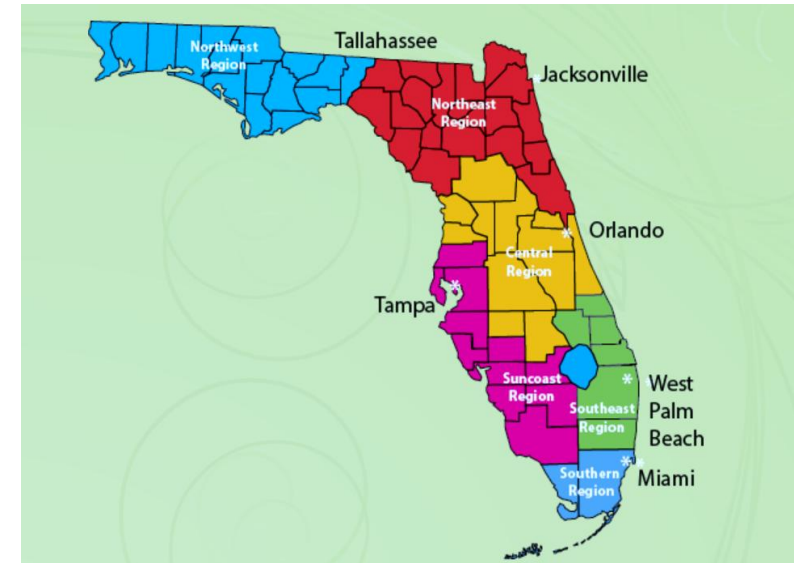 Northwest
Region
Tallahassee
Jacksonville
Northeast
Region
Orlando
Central
Region
Tampa
Suncoast
Region
West
Palm
Beach
Southeast
Region
Southern
Region
Miami